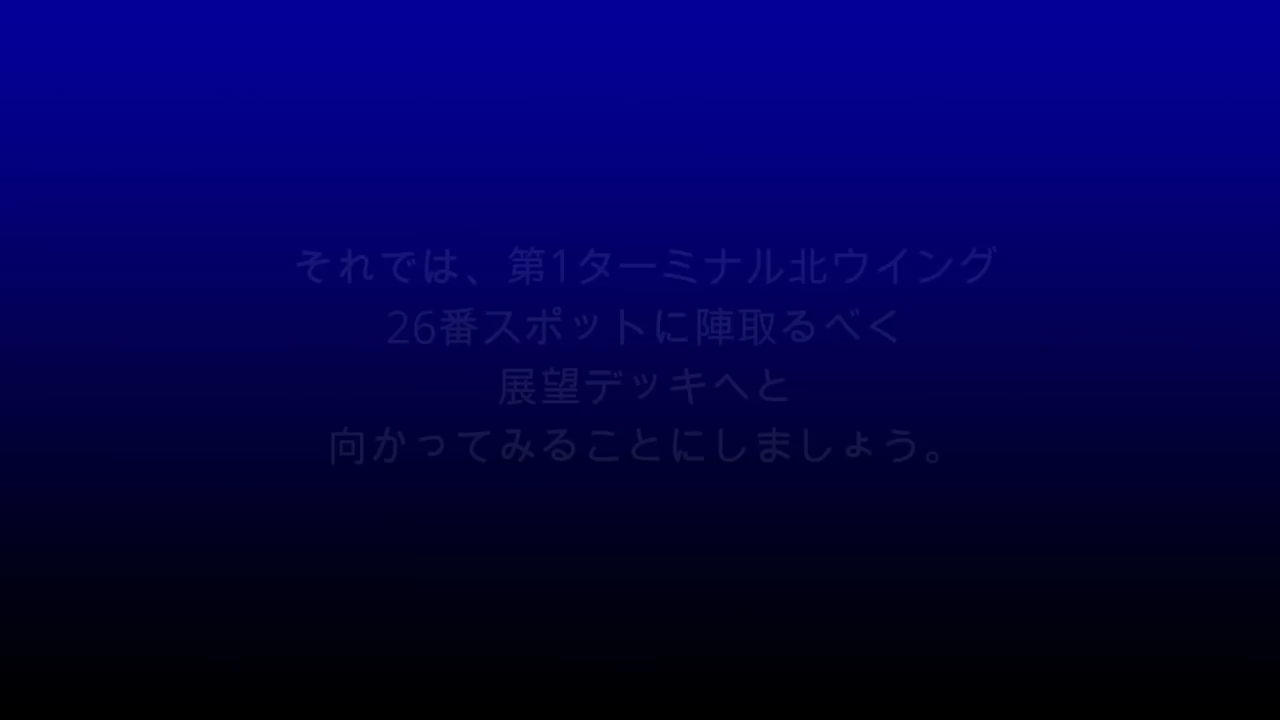 それでは、第1ターミナル北ウイング
26番スポットに陣取るべく
展望デッキへと
向かってみることにしましょう。